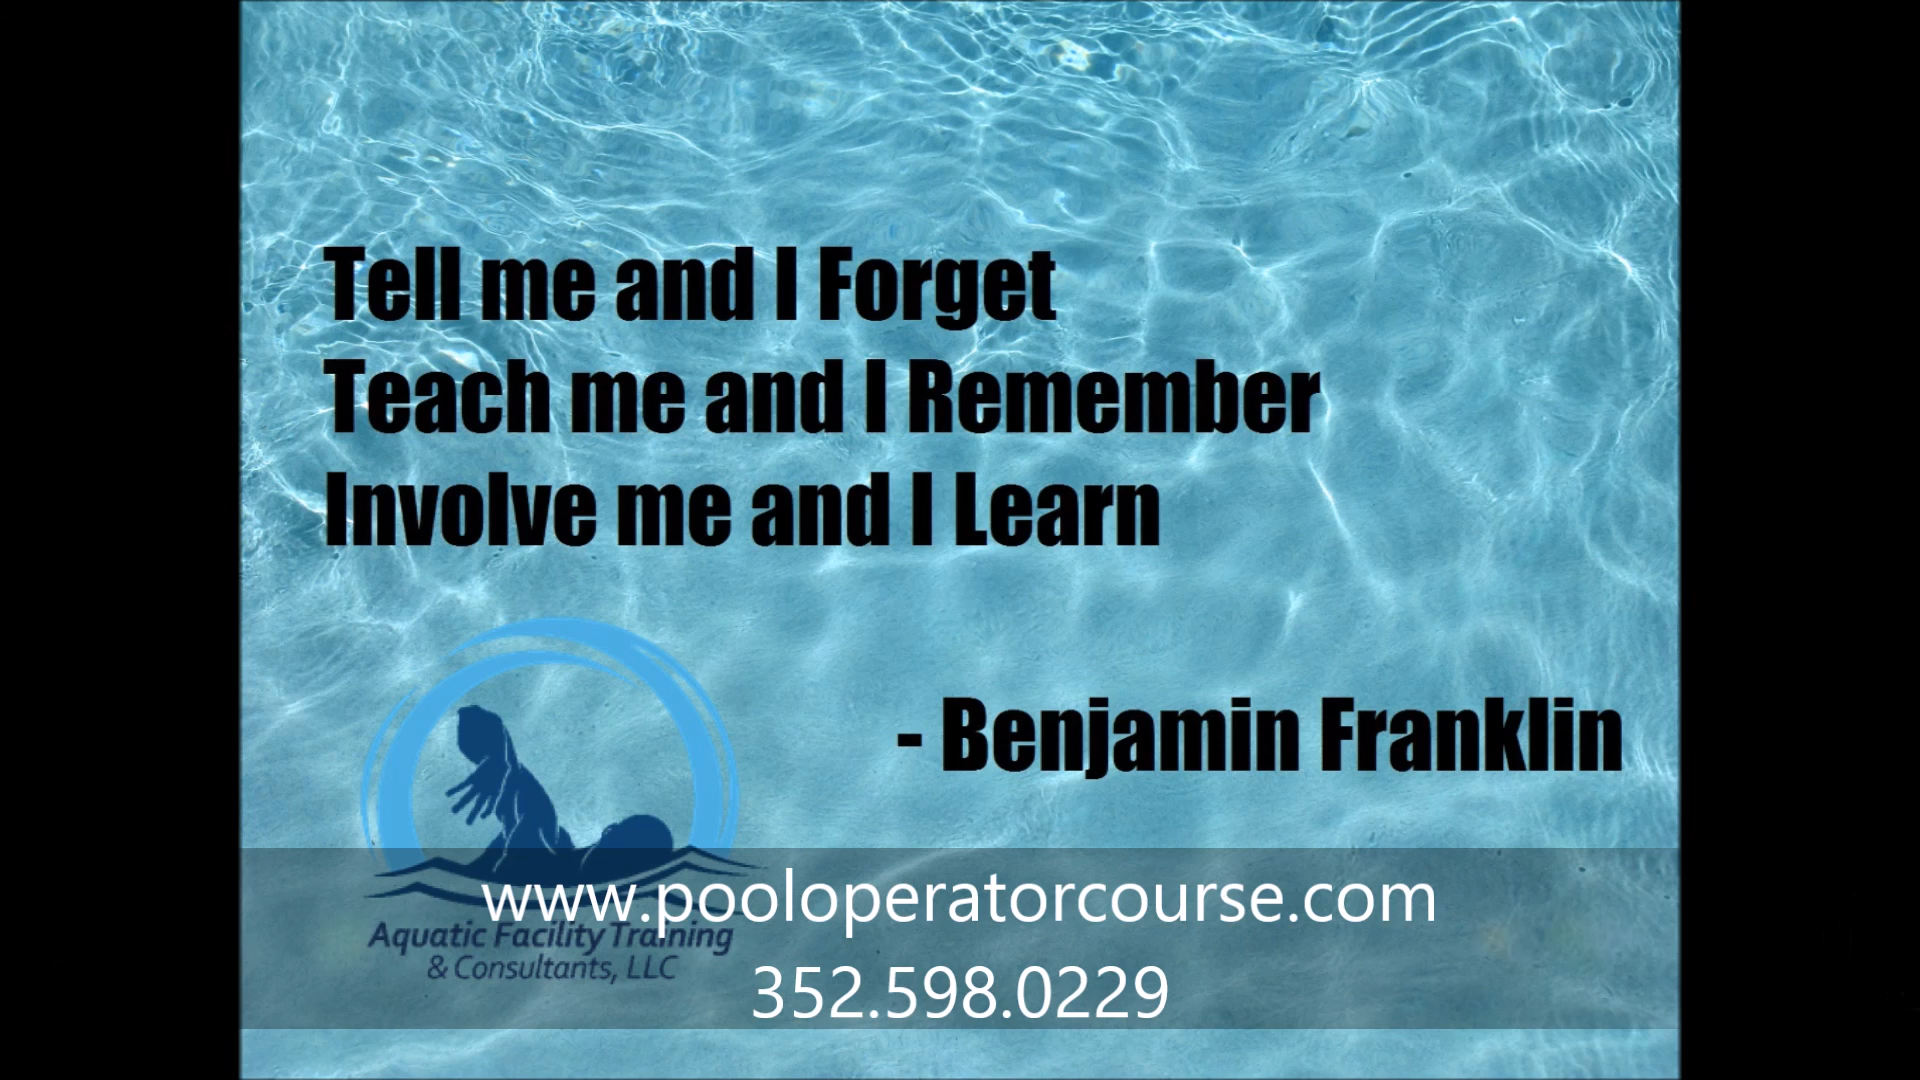 Tell me and I Forget
Teach me and I Remember
Involve me and I Learn
- Benjamin Franklin
www.pooloperatorcourse.com
Aquatic Facility Training
& Consultants, LLC
352.598.0229